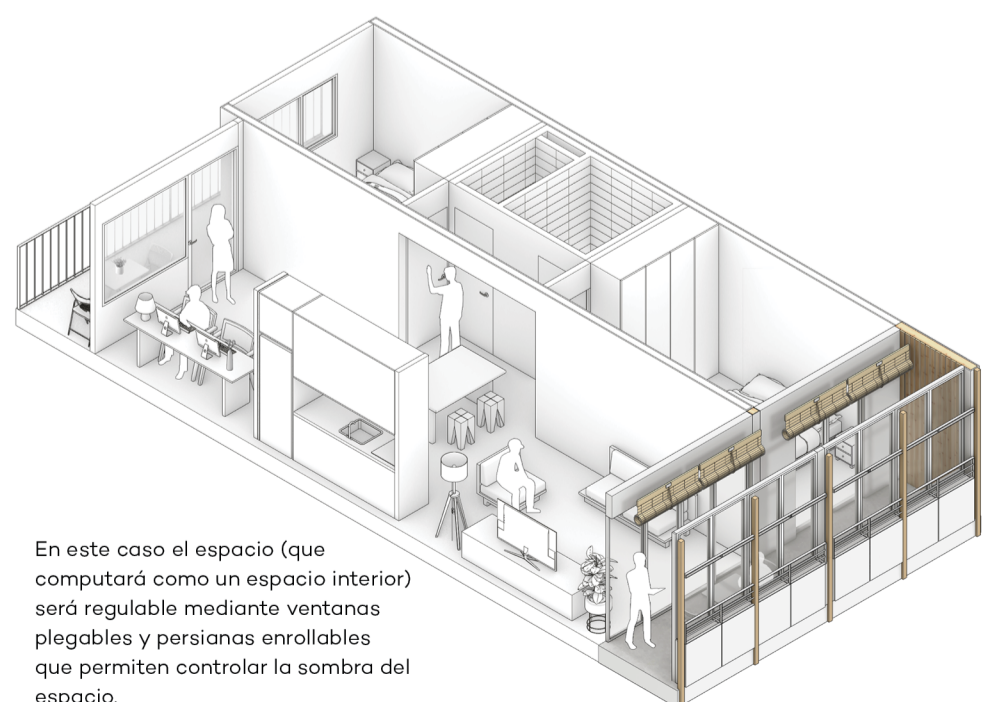 En este caso el espacio (que
computará como un espacio interior)
será regulable mediante ventanas
plegables y persianas enrollables
que permiten controlar la sombra del
espacio.